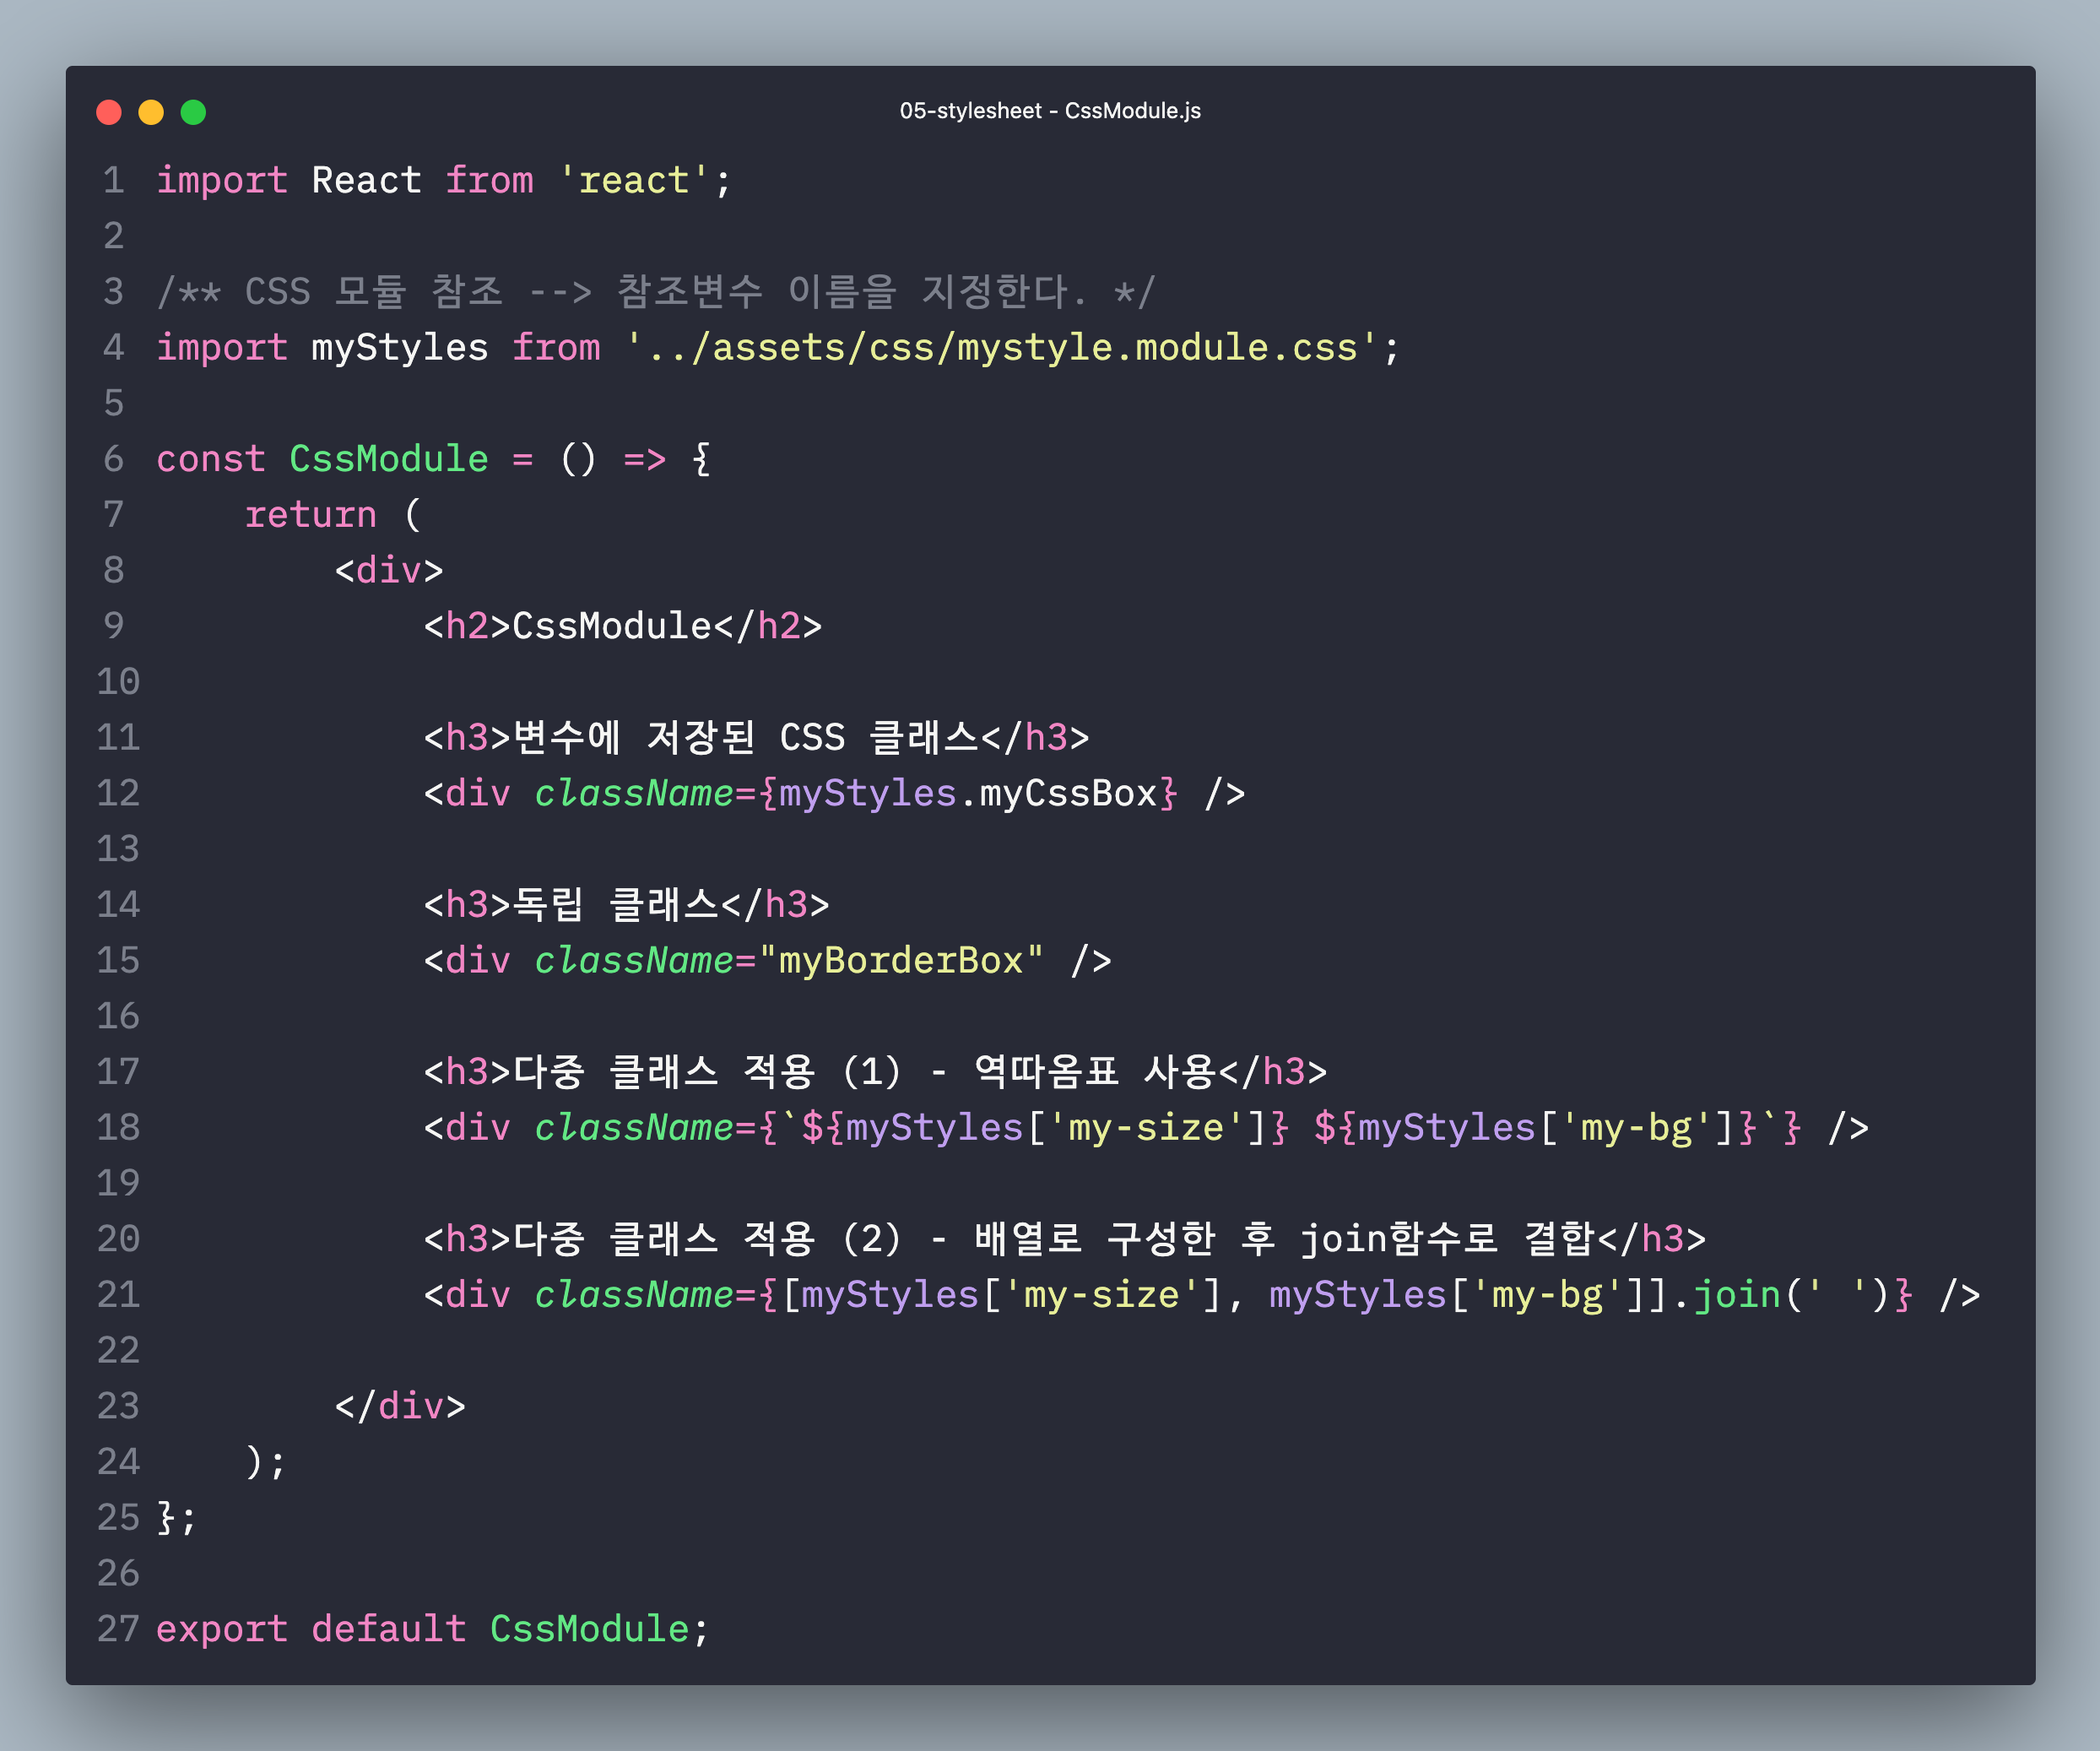 05-stylesheet - CssModule.js
1 import React from 'react';
2
3 /** CSS 모듈 참조 --> 참조변수 이름을 지정한다. */
4 import myStyles from '../assets/css/mystyle.module.css';
5
6 const CssModule = () => {
7     return (
8         <div>
9             <h2>CssModule</h2>
10
11             <h3>변수에 저장된 CSS 클래스</h3>
12             <div className={myStyles.myCssBox} />
13
14             <h3>독립 클래스</h3>
15             <div className="myBorderBox" />
16
17             <h3>다중 클래스 적용 (1) - 역따옴표 사용</h3>
18             <div className={`${myStyles['my-size']} ${myStyles['my-bg']}`} />
19
20             <h3>다중 클래스 적용 (2) - 배열로 구성한 후 join함수로 결합</h3>
21             <div className={[myStyles['my-size'], myStyles['my-bg']].join(' ')} />
22
23         </div>
24     );
25 };
26
27 export default CssModule;